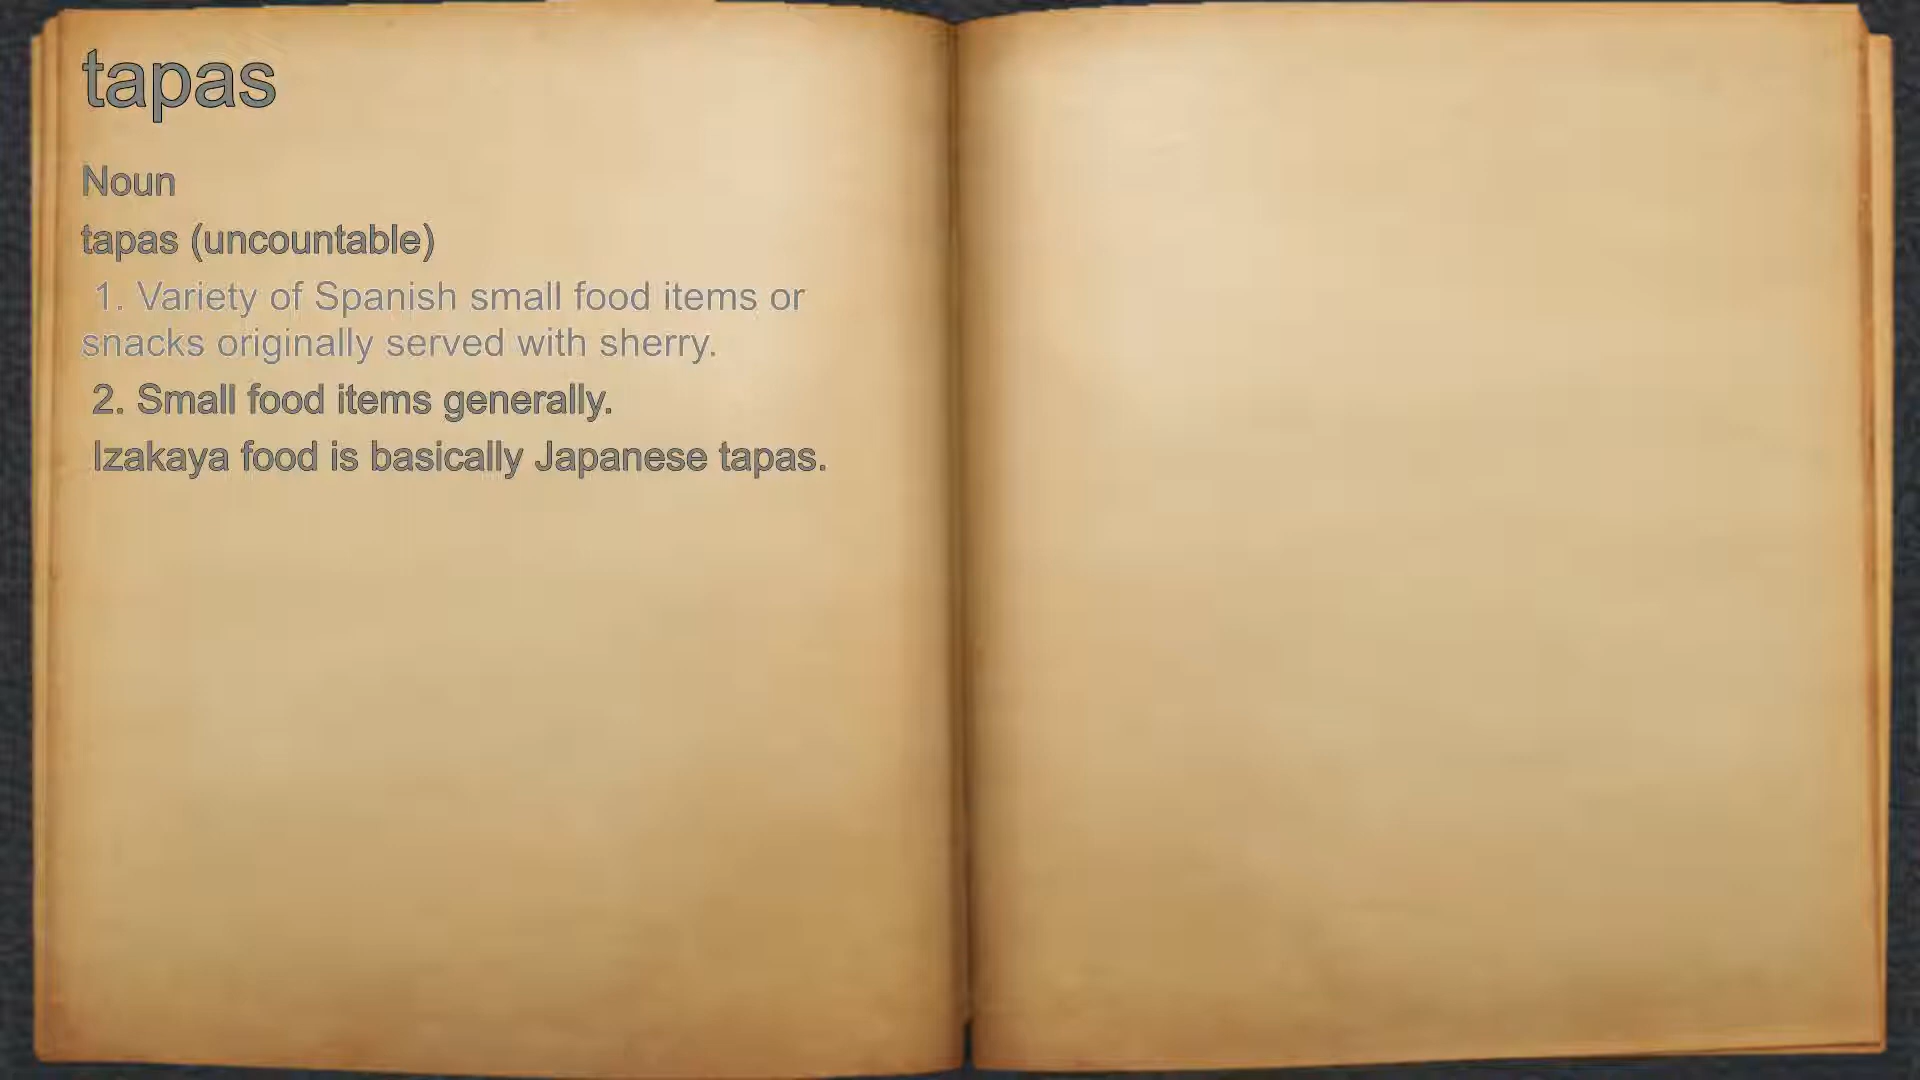 tapas
Noun
tapas (uncountable)
1. Variety of Spanish small food items or
snacks originally served with sherry.
2. Small food items generally.
Izakaya food is basically Japanese tapas.